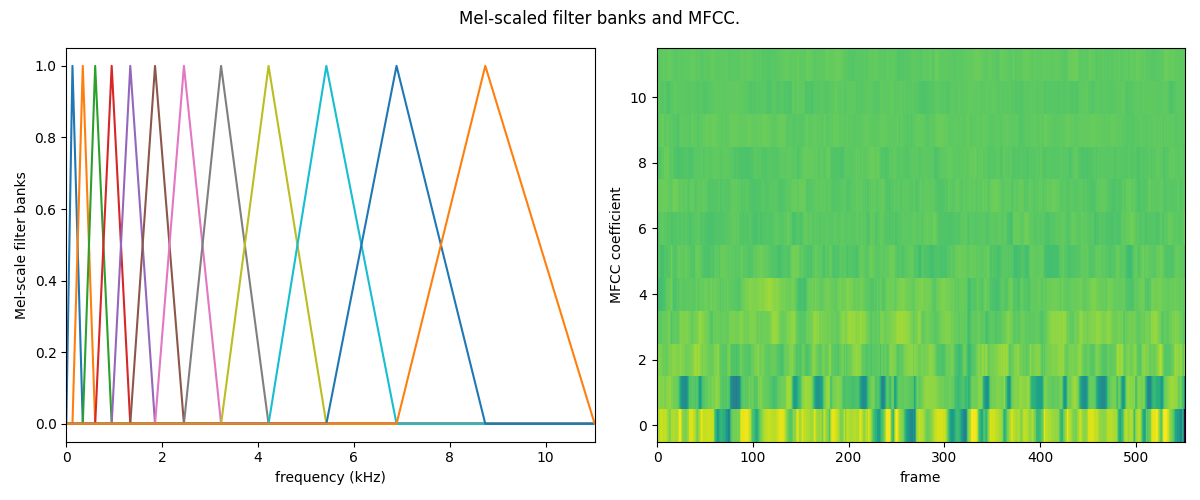 Mel-scaled filter banks and MFCC.
1.0
0.8
0.6
0.4
0.2
0.0
Mel-scale filter banks
0 2 4 6 8 10
frequency (kHz)
10
8
6
4
2
0
MFCC coefficient
0 100 200 300 400 500
frame